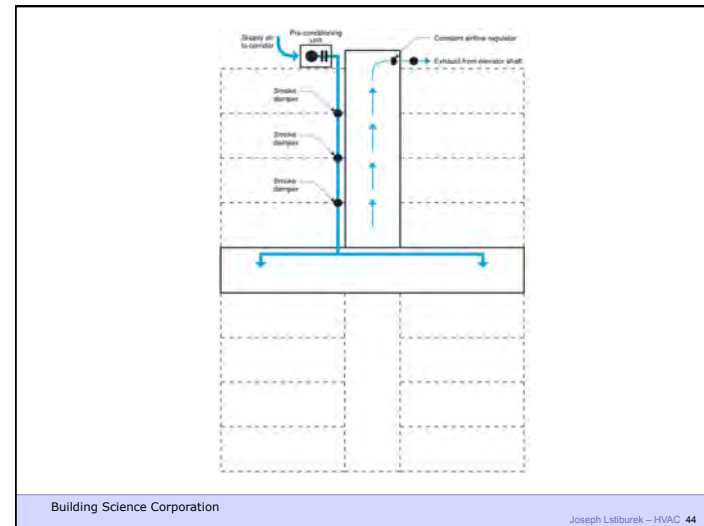 Supply air
to corridor
Pre-conditioning
unit
Constant airflow regulator
Exhaust from elevator shaft
Smoke
damper
Smoke
damper
Smoke
damper
Building Science Corporation
Joseph Lstiburek – HVAC 44